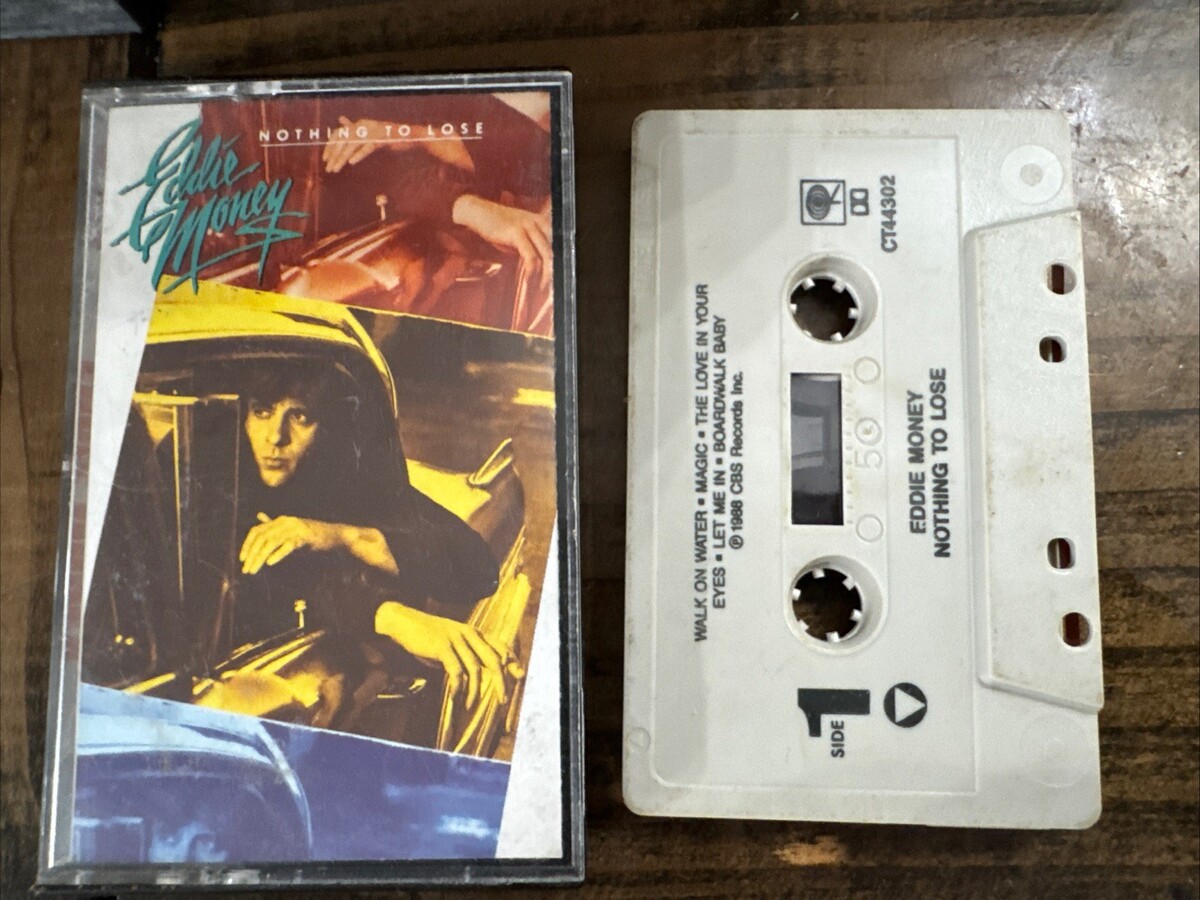 NOTHING TO LOSE
Eddie
Money
WALK ON WATER ▪ MAGIC ▪ THE LOVE IN YOUR
EYES ▪ LET ME IN ▪ BOARDWALK BABY
℗ 1988 CBS Records Inc.
CT44302
50
EDDIE MONEY
NOTHING TO LOSE
SIDE 1